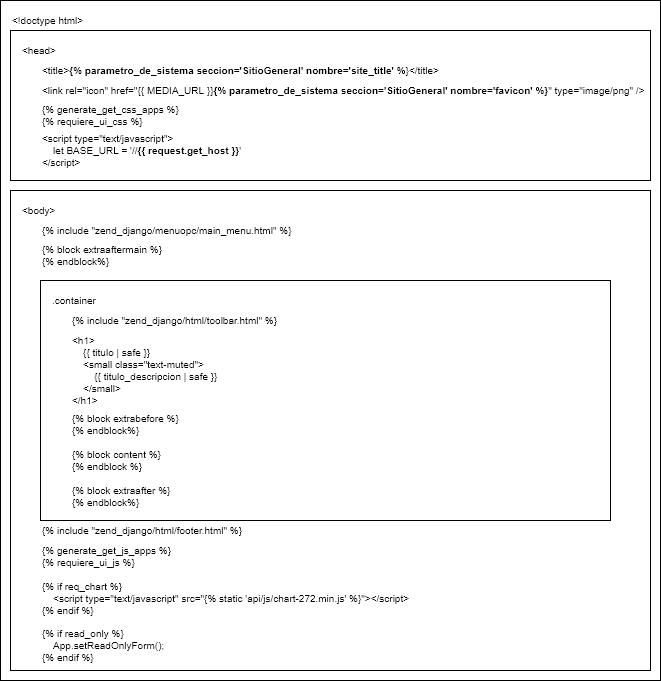 <!doctype html>
<head>
<title>{% parametro_de_sistema seccion='SitioGeneral' nombre='site_title' %}</title>
<link rel="icon" href="{{ MEDIA_URL }}{% parametro_de_sistema seccion='SitioGeneral' nombre='favicon' %}" type="image/png" />
{% generate_get_css_apps %}
{% requiere_ui_css %}
<script type="text/javascript">
let BASE_URL = '//{{ request.get_host }}'
</script>
<body>
{% include "zend_django/menuopc/main_menu.html" %}
{% block extraaftermain %}
{% endblock%}
.container
{% include "zend_django/html/toolbar.html" %}
<h1>
{{ titulo | safe }}
<small class="text-muted">
{{ titulo_descripcion | safe }}
</small>
</h1>
{% block extrabefore %}
{% endblock%}
{% block content %}
{% endblock %}
{% block extraafter %}
{% endblock%}
{% include "zend_django/html/footer.html" %}
{% generate_get_js_apps %}
{% requiere_ui_js %}
{% if req_chart %}
<script type="text/javascript" src="{% static 'api/js/chart-272.min.js' %}"></script>
{% endif %}
{% if read_only %}
App.setReadOnlyForm();
{% endif %}